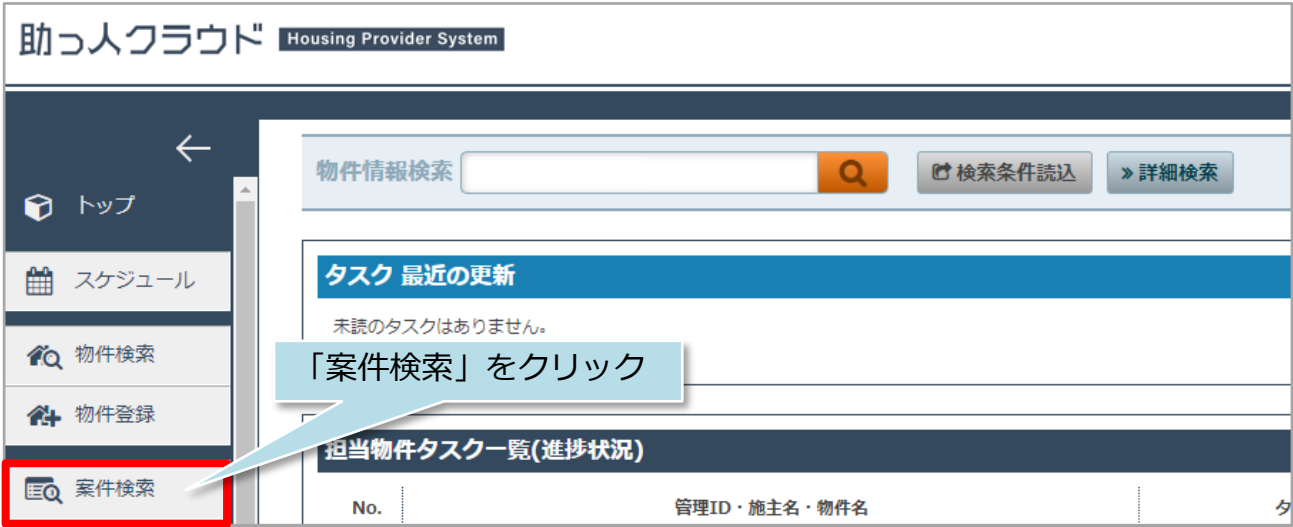 助っ人クラウド Housing Provider System
トップ
スケジュール
物件検索
物件登録
案件検索
物件情報検索
検索条件読込
» 詳細検索
タスク 最近の更新
未読のタスクはありません。
「案件検索」をクリック
担当物件タスク一覧(進捗状況)
No. 管理ID・施主名・物件名 タ